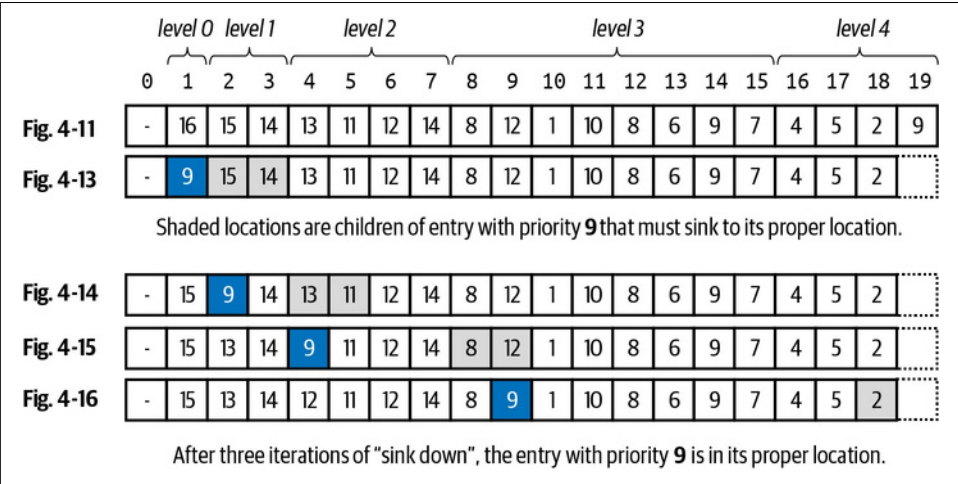 level 0 level 1 level 2 level 3 level 4
0 1 2 3 4 5 6 7 8 9 10 11 12 13 14 15 16 17 18 19
Fig. 4-11 - 16 15 14 13 11 12 14 8 12 1 10 8 6 9 7 4 5 2 9
Fig. 4-13 - 9 15 14 13 11 12 14 8 12 1 10 8 6 9 7 4 5 2
Shaded locations are children of entry with priority 9 that must sink to its proper location.
Fig. 4-14 - 15 9 14 13 11 12 14 8 12 1 10 8 6 9 7 4 5 2
Fig. 4-15 - 15 13 14 9 11 12 14 8 12 1 10 8 6 9 7 4 5 2
Fig. 4-16 - 15 13 14 12 11 12 14 8 9 1 10 8 6 9 7 4 5 2
After three iterations of "sink down", the entry with priority 9 is in its proper location.